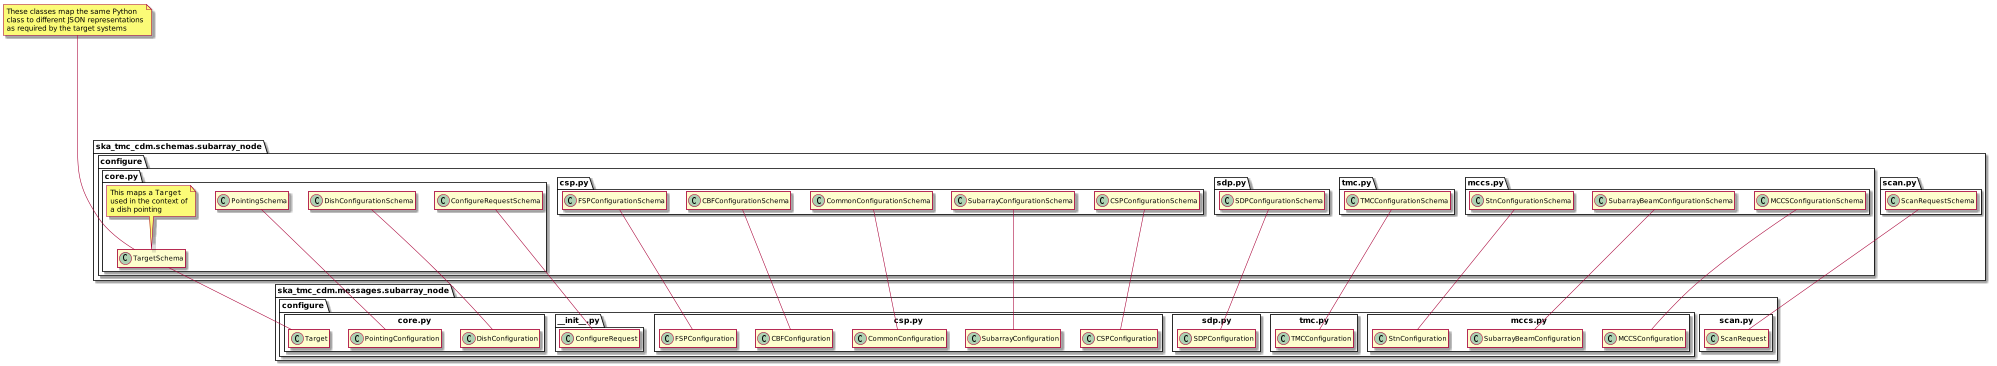 These classes map the same Python
class to different JSON representations
as required by the target systems
ska_tmc_cdm.schemas.subarray_node
configure
core.py
This maps a Target
used in the context of
a dish pointing
C PointingSchema
C DishConfigurationSchema
C ConfigureRequestSchema
C TargetSchema
csp.py
C FSPConfigurationSchema
C CBFConfigurationSchema
C CommonConfigurationSchema
C SubarrayConfigurationSchema
C CSPConfigurationSchema
sdp.py
C SDPConfigurationSchema
tmc.py
C TMCConfigurationSchema
mccs.py
C StnConfigurationSchema
C SubarrayBeamConfigurationSchema
C MCCSConfigurationSchema
scan.py
C ScanRequestSchema
ska_tmc_cdm.messages.subarray_node
configure
core.py
C Target
C PointingConfiguration
C DishConfiguration
__init__.py
C ConfigureRequest
csp.py
C FSPConfiguration
C CBFConfiguration
C CommonConfiguration
C SubarrayConfiguration
C CSPConfiguration
sdp.py
C SDPConfiguration
tmc.py
C TMCConfiguration
mccs.py
C StnConfiguration
C SubarrayBeamConfiguration
C MCCSConfiguration
scan.py
C ScanRequest